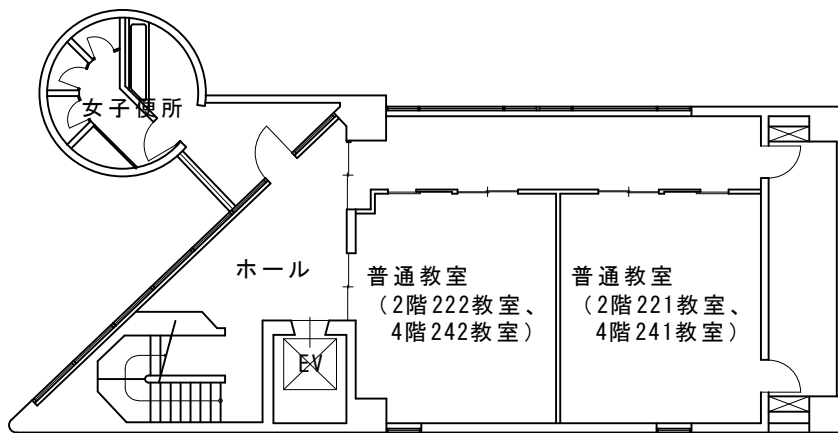 女子便所
ホール
普通教室
（2階222教室、
4階242教室）
普通教室
（2階221教室、
4階241教室）
EV